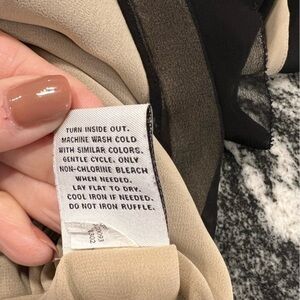 TURN INSIDE OUT.
MACHINE WASH COLD
WITH SIMILAR COLORS.
GENTLE CYCLE. ONLY
NON-CHLORINE BLEACH
WHEN NEEDED.
LAY FLAT TO DRY.
COOL IRON IF NEEDED.
DO NOT IRON RUFFLE.